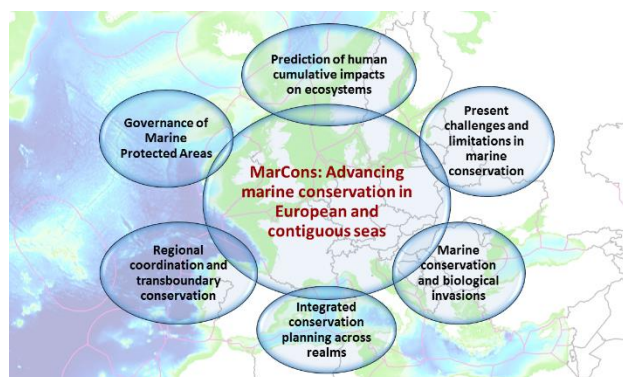 Prediction of human
cumulative impacts
on ecosystems
Governance of
Marine
Protected Areas
Present
challenges and
limitations in
marine
conservation
MarCons: Advancing
marine conservation in
European and
contiguous seas
Regional
coordination and
transboundary
conservation
Marine
conservation
and biological
invasions
Integrated
conservation
planning across
realms